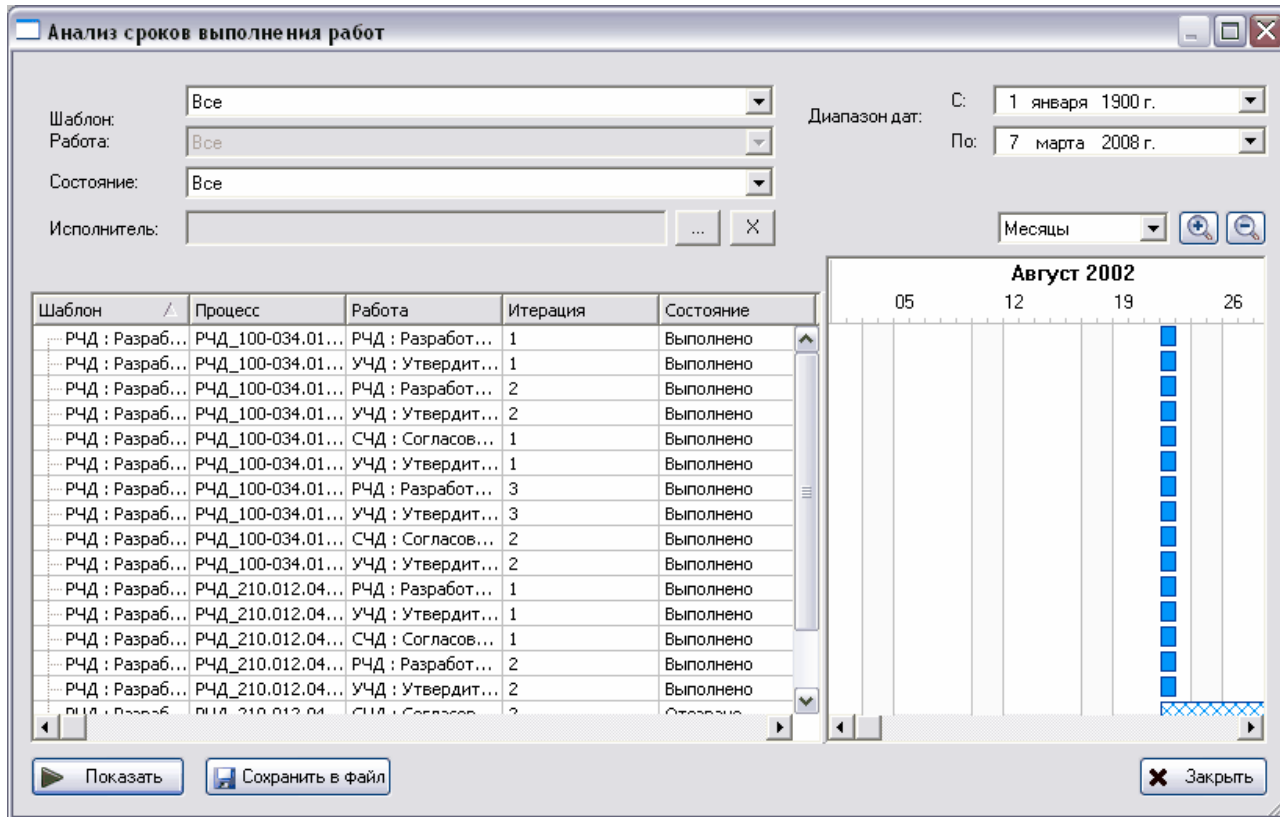 Анализ сроков выполнения работ
Шаблон: Все
Работа: Все
Состояние: Все
Исполнитель: ... X
Диапазон дат:
С: 1 января 1900 г.
По: 7 марта 2008 г.
Месяцы
Август 2002
05 12 19 26
Шаблон Процесс Работа Итерация Состояние
РЧД : Разраб... РЧД_100-034.01... РЧД : Разработ... 1 Выполнено
РЧД : Разраб... РЧД_100-034.01... УЧД : Утвердит... 1 Выполнено
РЧД : Разраб... РЧД_100-034.01... РЧД : Разработ... 2 Выполнено
РЧД : Разраб... РЧД_100-034.01... УЧД : Утвердит... 2 Выполнено
РЧД : Разраб... РЧД_100-034.01... СЧД : Согласов... 1 Выполнено
РЧД : Разраб... РЧД_100-034.01... УЧД : Утвердит... 1 Выполнено
РЧД : Разраб... РЧД_100-034.01... РЧД : Разработ... 3 Выполнено
РЧД : Разраб... РЧД_100-034.01... УЧД : Утвердит... 3 Выполнено
РЧД : Разраб... РЧД_100-034.01... СЧД : Согласов... 2 Выполнено
РЧД : Разраб... РЧД_100-034.01... УЧД : Утвердит... 2 Выполнено
РЧД : Разраб... РЧД_210.012.04... РЧД : Разработ... 1 Выполнено
РЧД : Разраб... РЧД_210.012.04... УЧД : Утвердит... 1 Выполнено
РЧД : Разраб... РЧД_210.012.04... СЧД : Согласов... 1 Выполнено
РЧД : Разраб... РЧД_210.012.04... РЧД : Разработ... 2 Выполнено
РЧД : Разраб... РЧД_210.012.04... УЧД : Утвердит... 2 Выполнено
Показать Сохранить в файл Закрыть